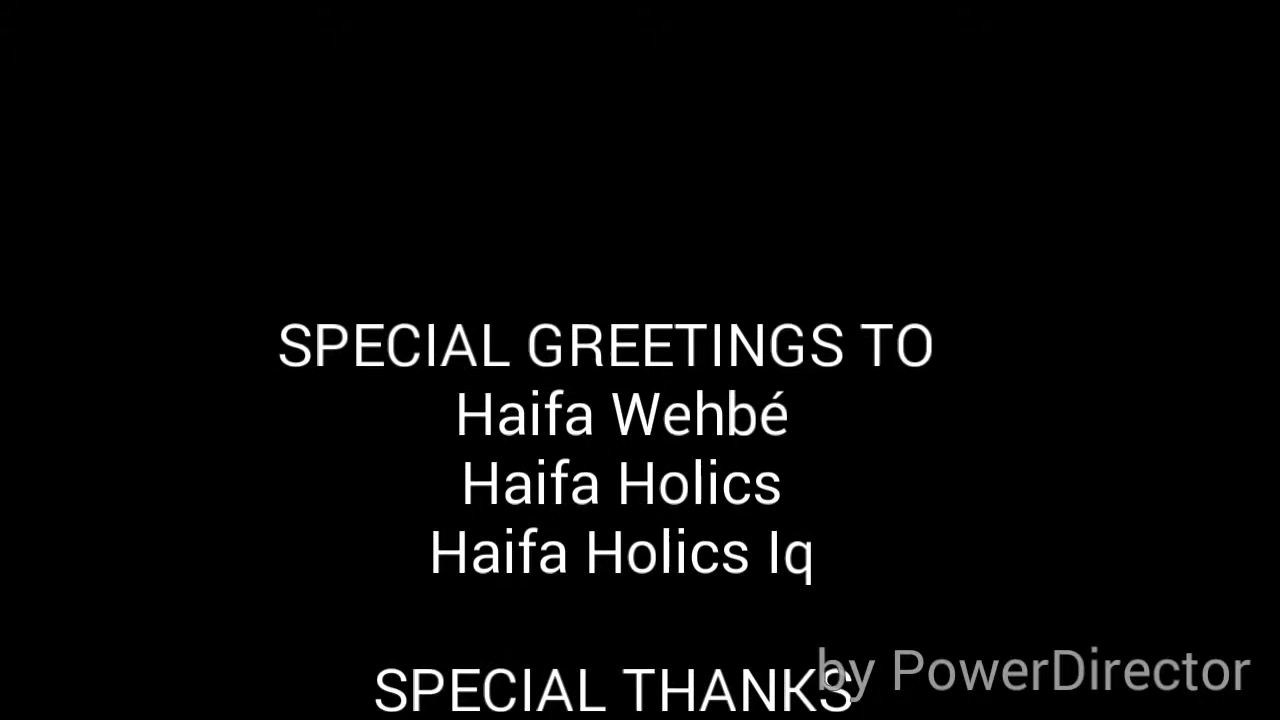 SPECIAL GREETINGS TO
Haifa Wehbé
Haifa Holics
Haifa Holics Iq
SPECIAL THANKS
by PowerDirector